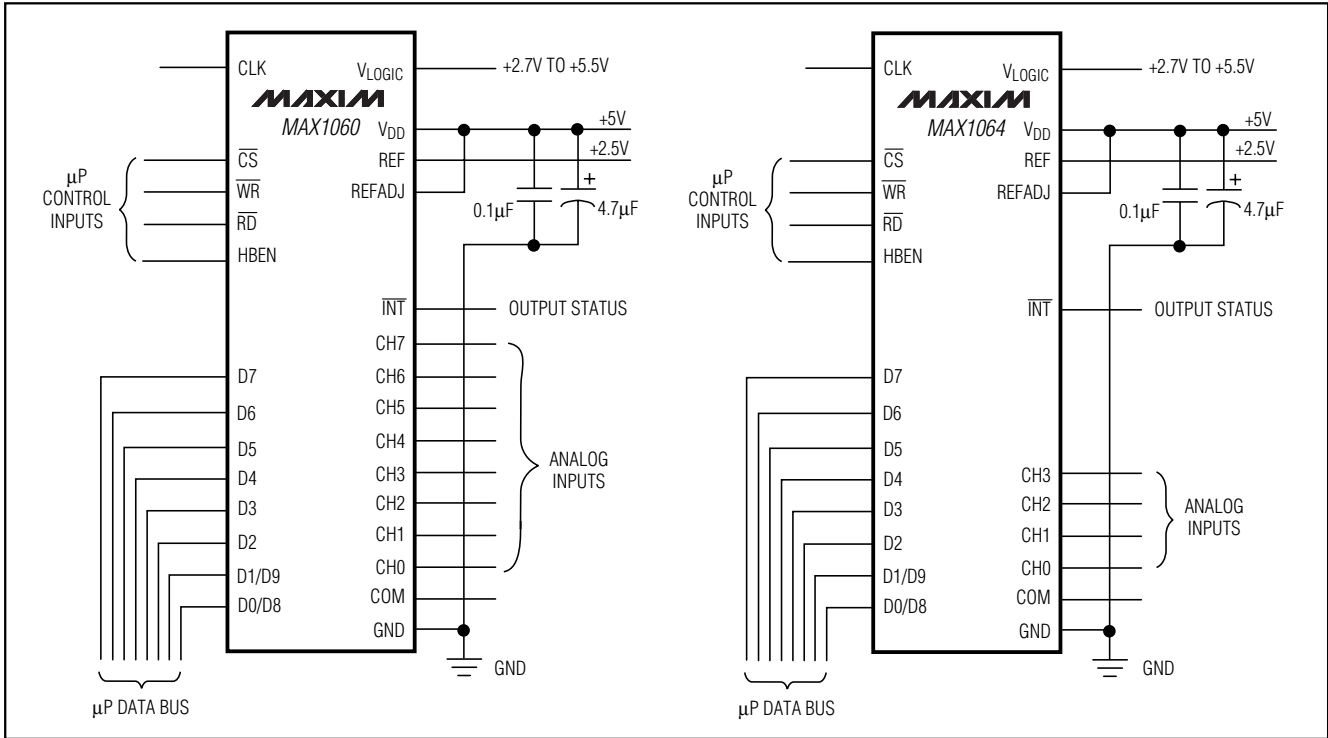 CLK
VLOGIC
+2.7V TO +5.5V
MAXIM
MAX1060
VDD
+5V
CS
REF
+2.5V
µP
CONTROL
INPUTS
WR
REFADJ
0.1µF
+
4.7µF
RD
HBEN
INT
OUTPUT STATUS
CH7
D7
CH6
D6
CH5
D5
CH4
D4
CH3
ANALOG
INPUTS
D3
CH2
D2
CH1
D1/D9
CH0
D0/D8
COM
GND
GND
µP DATA BUS
CLK
VLOGIC
+2.7V TO +5.5V
MAXIM
MAX1064
VDD
+5V
CS
REF
+2.5V
µP
CONTROL
INPUTS
WR
REFADJ
0.1µF
+
4.7µF
RD
HBEN
INT
OUTPUT STATUS
D7
D6
D5
D4
CH3
D3
CH2
ANALOG
INPUTS
D2
CH1
D1/D9
CH0
D0/D8
COM
GND
GND
µP DATA BUS